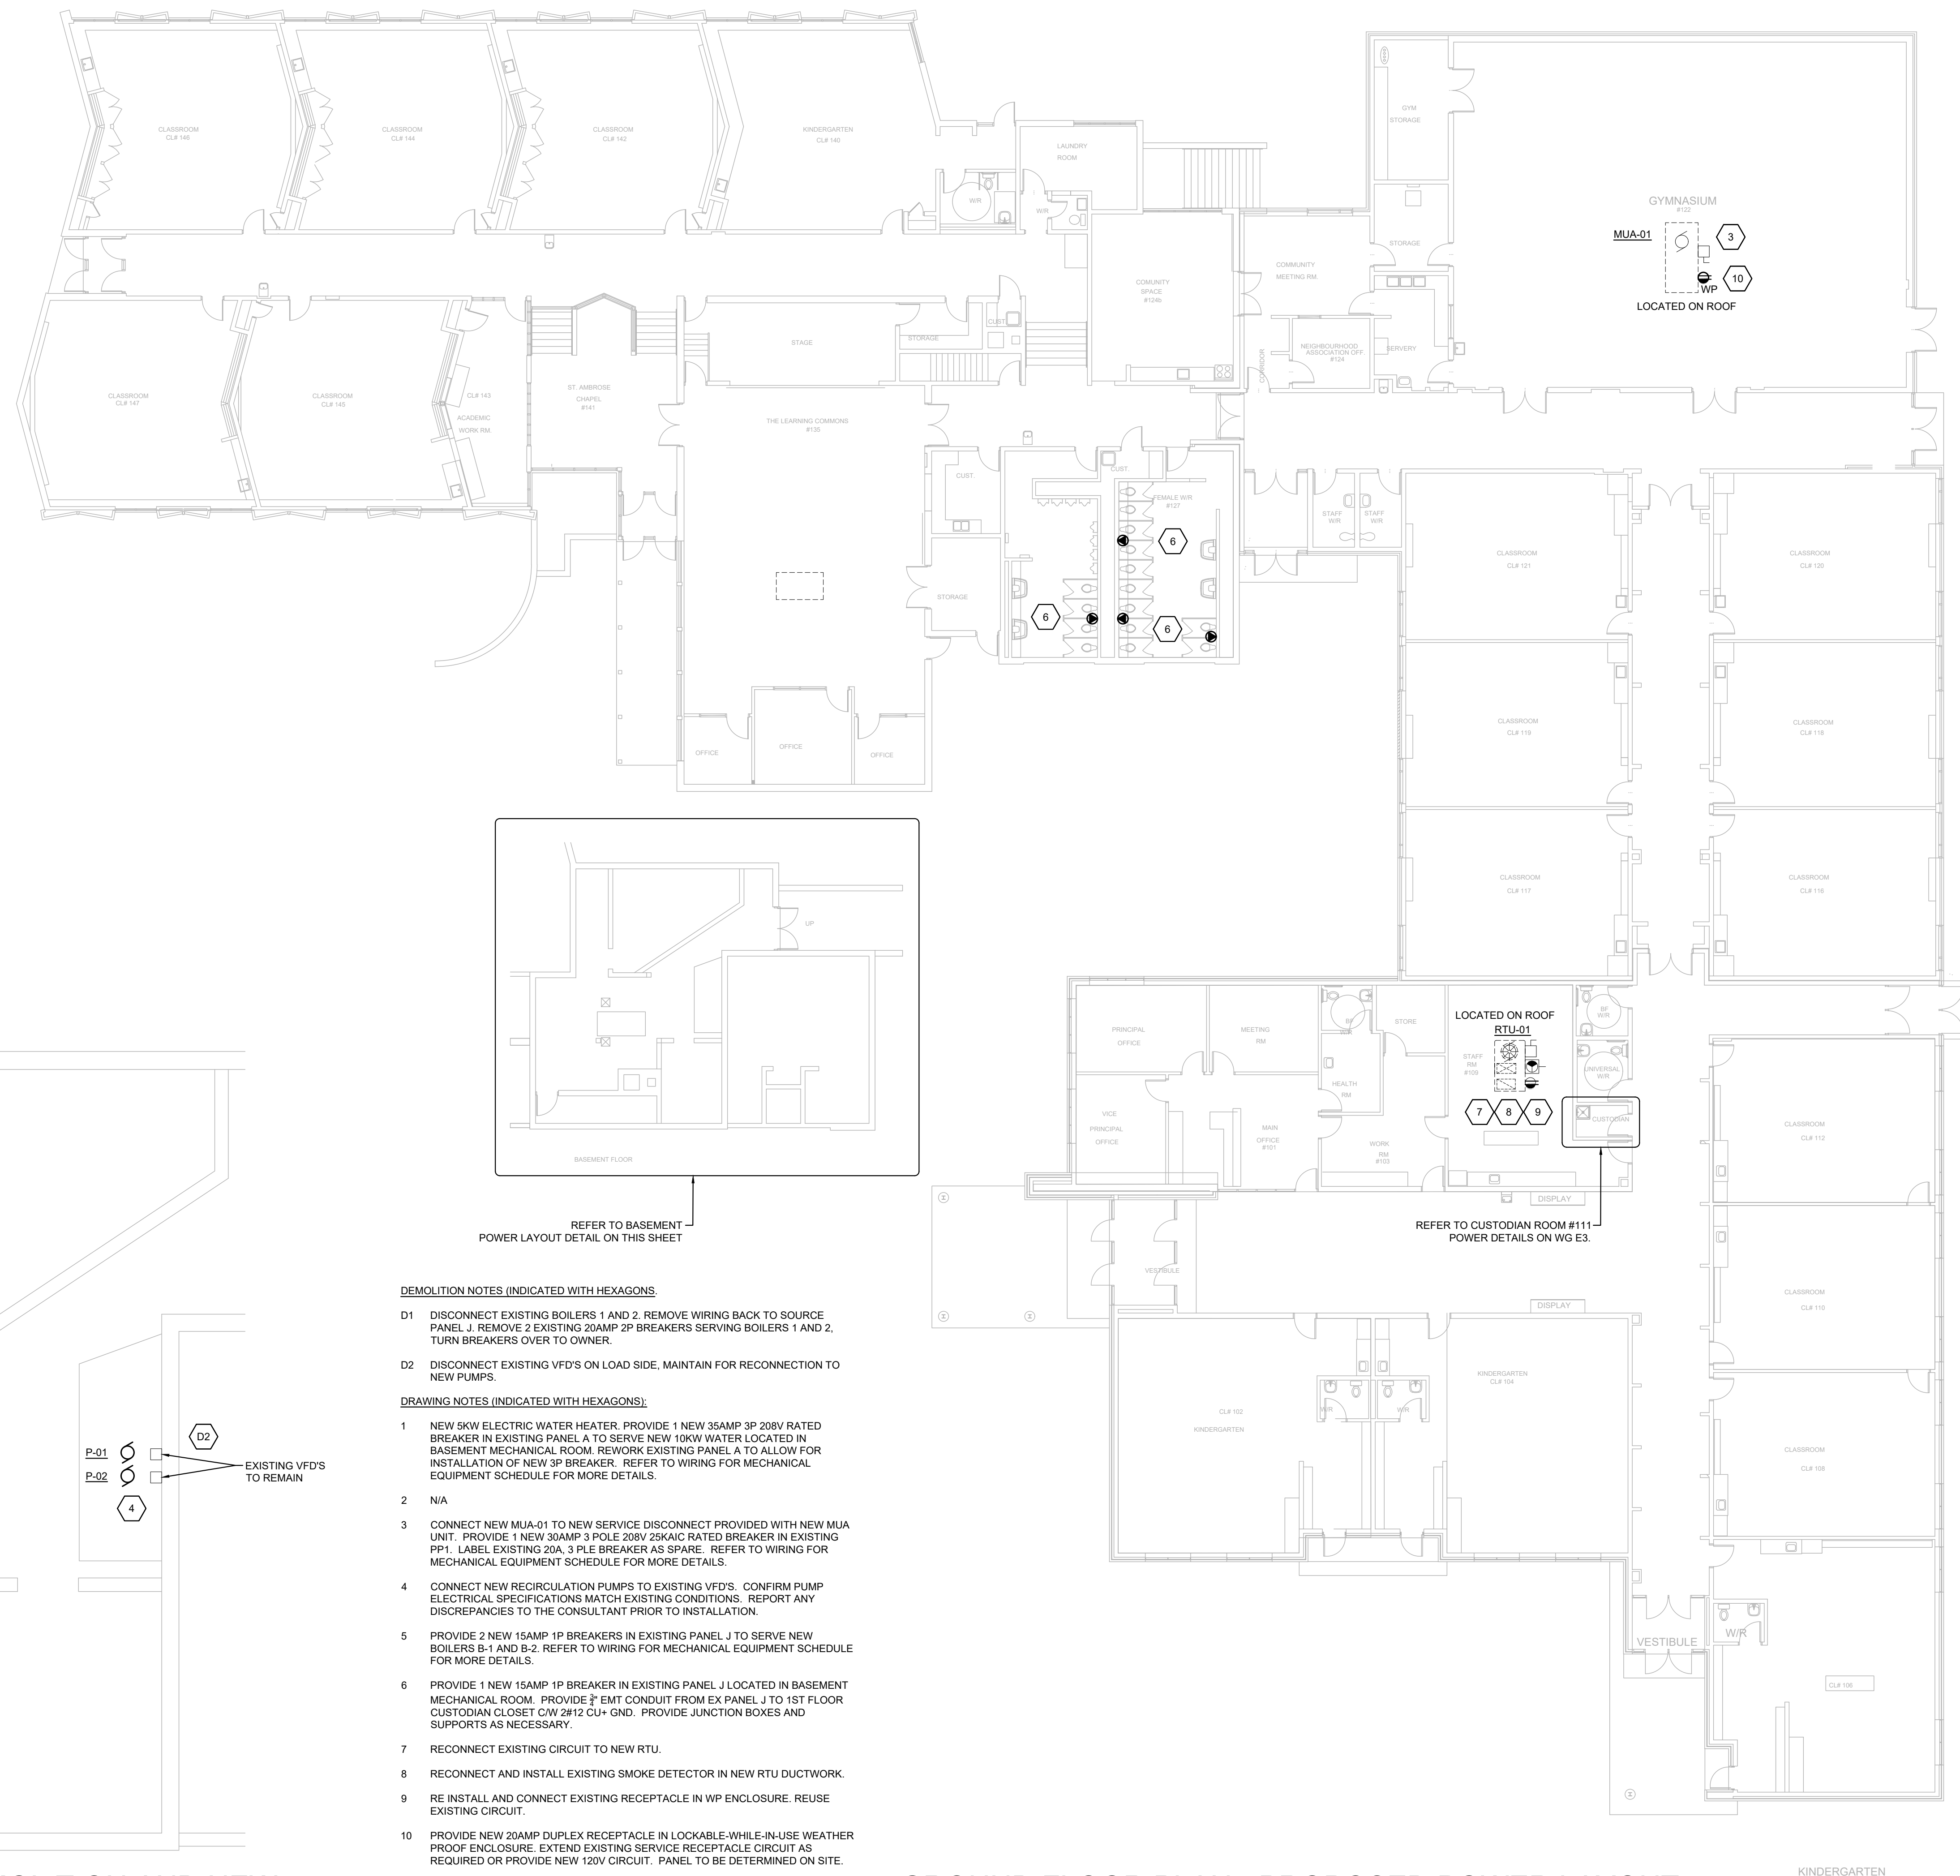 CLASSROOM
CL# 146
CLASSROOM
CL# 144
CLASSROOM
CL# 142
KINDERGARTEN
CL# 140
LAUNDRY
ROOM
W/R
W/R
GYM
STORAGE
GYMNASIUM
#122
MUA-01
3
10
WP
LOCATED ON ROOF
STORAGE
COMMUNITY
MEETING RM.
COMUNITY
SPACE
#124b
CUST.
STORAGE
STAGE
NEIGHBOURHOOD
ASSOCIATION OFF.
#124
SERVERY
CORRIDOR
CLASSROOM
CL# 147
CLASSROOM
CL# 145
CL# 143
ACADEMIC
WORK RM.
ST. AMBROSE
CHAPEL
#141
THE LEARNING COMMONS
#135
CUST.
CUST.
FEMALE W/R
#127
6
6
6
STORAGE
STAFF
W/R
STAFF
W/R
CLASSROOM
CL# 121
CLASSROOM
CL# 120
OFFICE
OFFICE
OFFICE
CLASSROOM
CL# 119
CLASSROOM
CL# 118
CLASSROOM
CL# 117
CLASSROOM
CL# 116
UP
BASEMENT FLOOR
REFER TO BASEMENT
POWER LAYOUT DETAIL ON THIS SHEET
PRINCIPAL
OFFICE
MEETING
RM
BF
W/R
STORE
LOCATED ON ROOF
RTU-01
STAFF
RM
#109
7
8
9
BF
W/R
UNIVERSAL
W/R
CUSTODIAN
HEALTH
RM
VICE
PRINCIPAL
OFFICE
MAIN
OFFICE
#101
WORK
RM
#103
CLASSROOM
CL# 112
DISPLAY
REFER TO CUSTODIAN ROOM #111
POWER DETAILS ON WG E3.
VESTIBULE
DISPLAY
CLASSROOM
CL# 110
CL# 102
KINDERGARTEN
W/R
W/R
KINDERGARTEN
CL# 104
CLASSROOM
CL# 108
VESTIBULE
W/R
CL# 106
KINDERGARTEN
P-01
P-02
D2
4
EXISTING VFD'S
TO REMAIN
DEMOLITION NOTES (INDICATED WITH HEXAGONS.
D1 DISCONNECT EXISTING BOILERS 1 AND 2. REMOVE WIRING BACK TO SOURCE
PANEL J. REMOVE 2 EXISTING 20AMP 2P BREAKERS SERVING BOILERS 1 AND 2,
TURN BREAKERS OVER TO OWNER.
D2 DISCONNECT EXISTING VFD'S ON LOAD SIDE, MAINTAIN FOR RECONNECTION TO
NEW PUMPS.
DRAWING NOTES (INDICATED WITH HEXAGONS):
1 NEW 5KW ELECTRIC WATER HEATER. PROVIDE 1 NEW 35AMP 3P 208V RATED
BREAKER IN EXISTING PANEL A TO SERVE NEW 10KW WATER LOCATED IN
BASEMENT MECHANICAL ROOM. REWORK EXISTING PANEL A TO ALLOW FOR
INSTALLATION OF NEW 3P BREAKER. REFER TO WIRING FOR MECHANICAL
EQUIPMENT SCHEDULE FOR MORE DETAILS.
2 N/A
3 CONNECT NEW MUA-01 TO NEW SERVICE DISCONNECT PROVIDED WITH NEW MUA
UNIT. PROVIDE 1 NEW 30AMP 3 POLE 208V 25KAIC RATED BREAKER IN EXISTING
PP1. LABEL EXISTING 20A, 3 PLE BREAKER AS SPARE. REFER TO WIRING FOR
MECHANICAL EQUIPMENT SCHEDULE FOR MORE DETAILS.
4 CONNECT NEW RECIRCULATION PUMPS TO EXISTING VFD'S. CONFIRM PUMP
ELECTRICAL SPECIFICATIONS MATCH EXISTING CONDITIONS. REPORT ANY
DISCREPANCIES TO THE CONSULTANT PRIOR TO INSTALLATION.
5 PROVIDE 2 NEW 15AMP 1P BREAKERS IN EXISTING PANEL J TO SERVE NEW
BOILERS B-1 AND B-2. REFER TO WIRING FOR MECHANICAL EQUIPMENT SCHEDULE
FOR MORE DETAILS.
6 PROVIDE 1 NEW 15AMP 1P BREAKER IN EXISTING PANEL J LOCATED IN BASEMENT
MECHANICAL ROOM. PROVIDE 3/4" EMT CONDUIT FROM EX PANEL J TO 1ST FLOOR
CUSTODIAN CLOSET C/W 2#12 CU+ GND. PROVIDE JUNCTION BOXES AND
SUPPORTS AS NECESSARY.
7 RECONNECT EXISTING CIRCUIT TO NEW RTU.
8 RECONNECT AND INSTALL EXISTING SMOKE DETECTOR IN NEW RTU DUCTWORK.
9 RE INSTALL AND CONNECT EXISTING RECEPTACLE IN WP ENCLOSURE. REUSE
EXISTING CIRCUIT.
10 PROVIDE NEW 20AMP DUPLEX RECEPTACLE IN LOCKABLE-WHILE-IN-USE WEATHER
PROOF ENCLOSURE. EXTEND EXISTING SERVICE RECEPTACLE CIRCUIT AS
REQUIRED OR PROVIDE NEW 120V CIRCUIT. PANEL TO BE DETERMINED ON SITE.